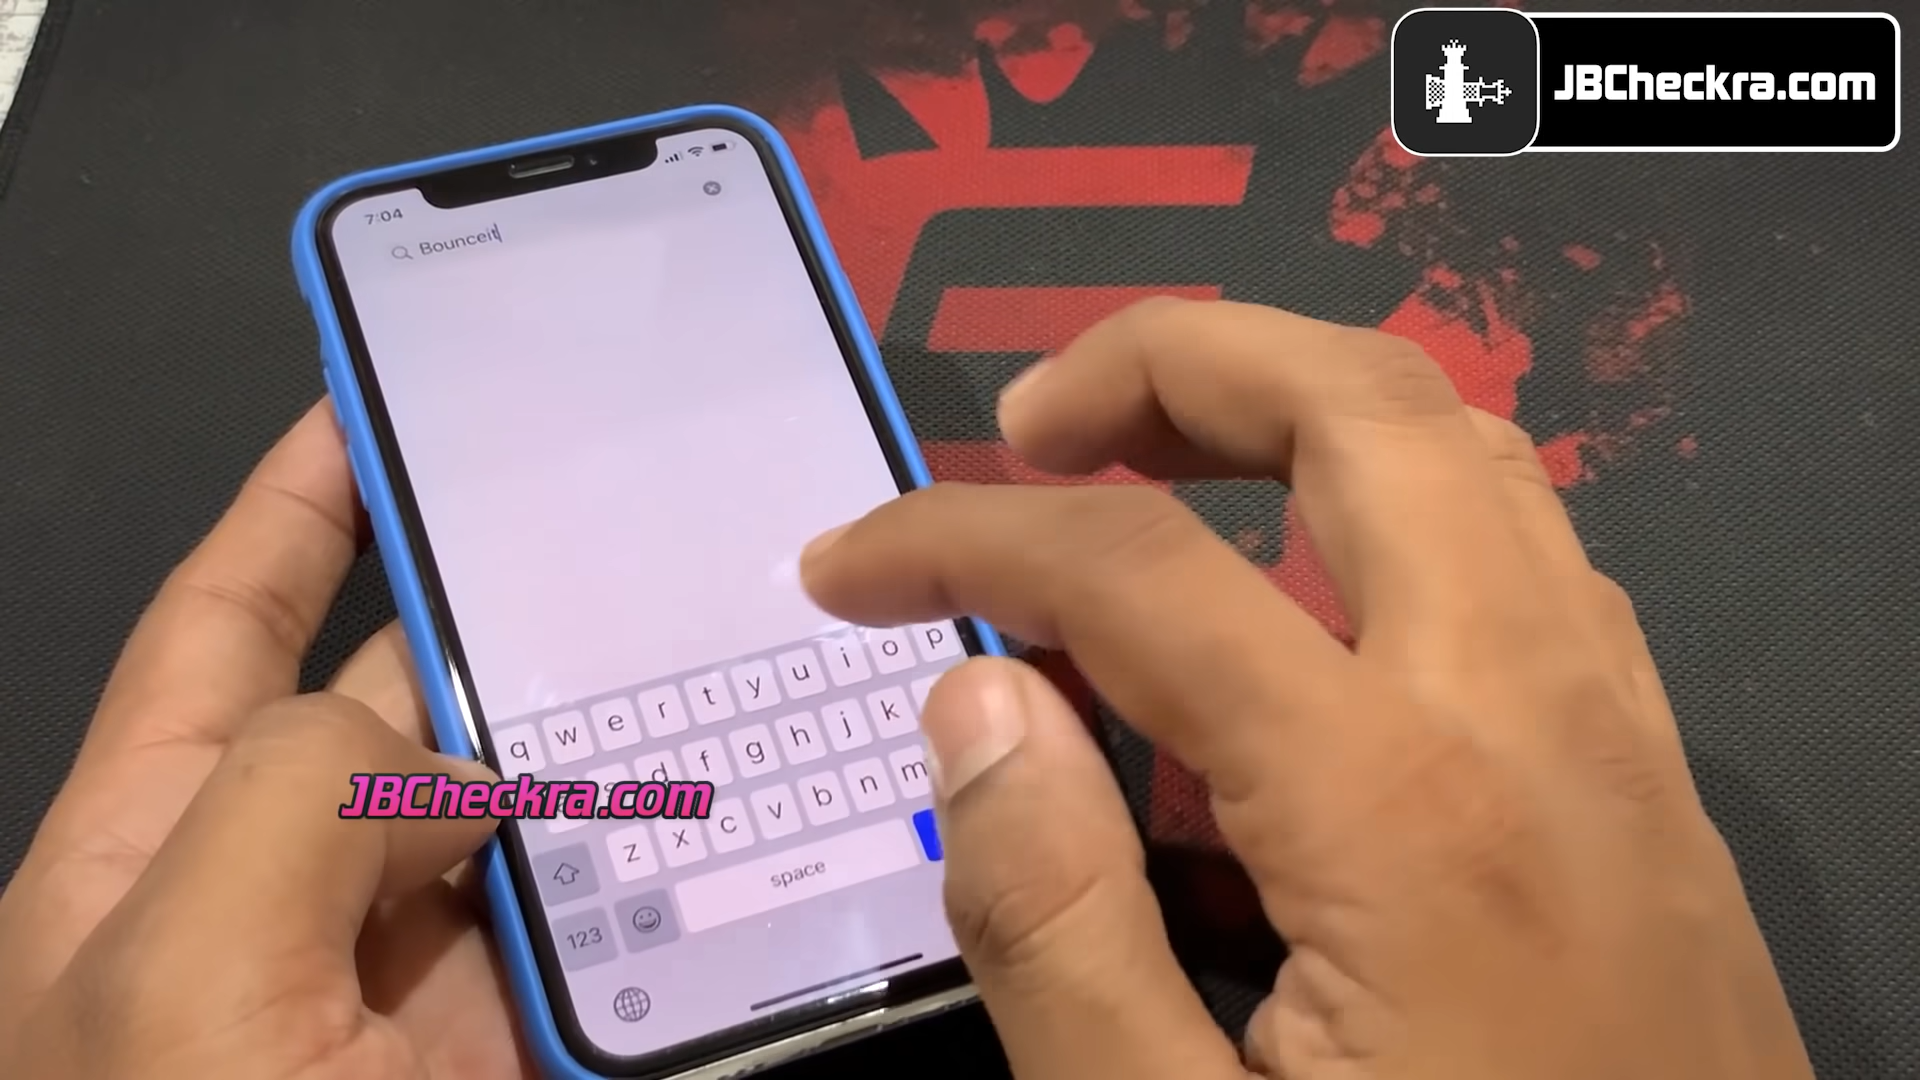 JBCheckra.com
7:04
Bounceit
q w e r t y u i o p
s d f g h j k
JBCheckra.com
z x c v b n m
123 space